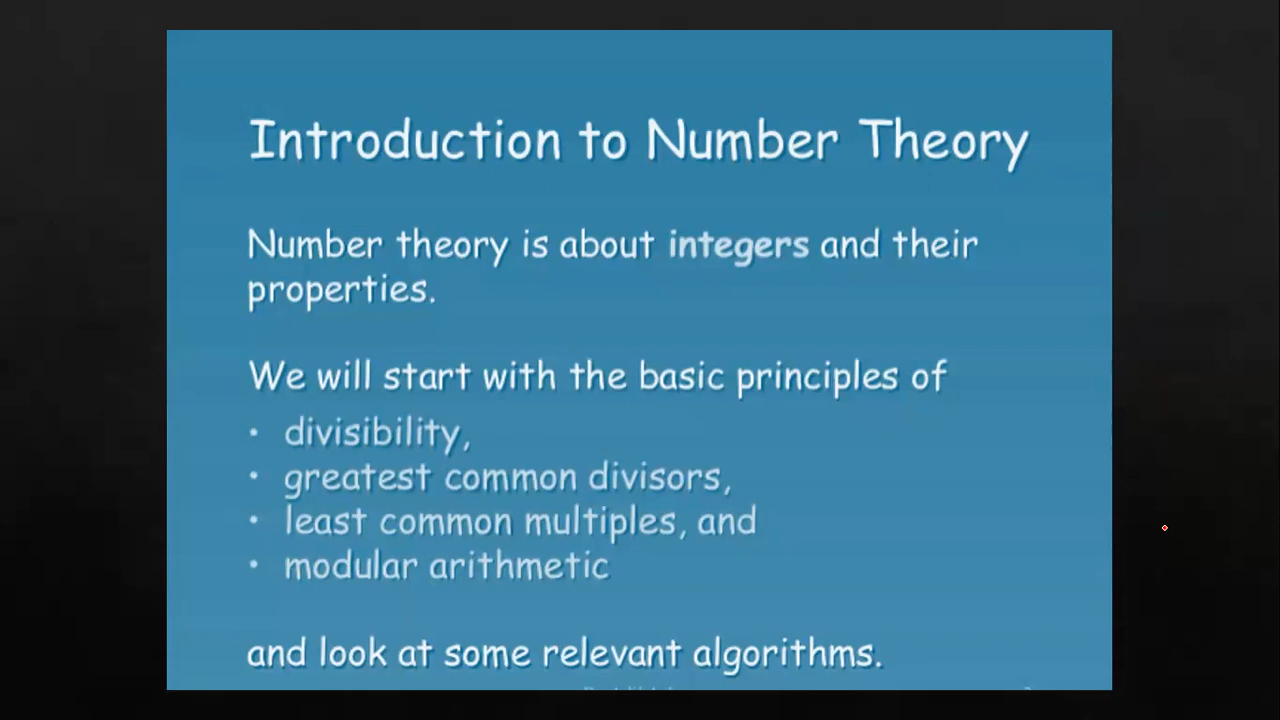 Introduction to Number Theory
Number theory is about integers and their
properties.
We will start with the basic principles of
• divisibility,
• greatest common divisors,
• least common multiples, and
• modular arithmetic
and look at some relevant algorithms.